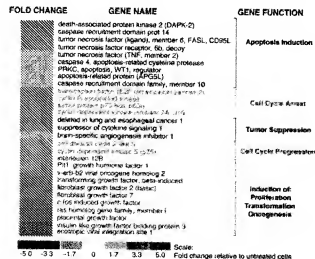 FOLD CHANGE GENE NAME GENE FUNCTION
death-associated protein kinase 2 (DAPK-2)
caspase recruitment domain prot 14
tumor necrosis factor (ligand), member 6, FASL, CD95L
tumor necrosis factor receptor, 6b, decoy
tumor necrosis factor (TNF, member 2)
caspase 4, apoptosis-related cysteine protease
PRKC, apoptosis, WT1, regulator
apoptosis-related protein (APG5L)
caspase recruitment domain family, member 10
Apoptosis Induction
Cell Cycle Arrest
deleted in lung and esophageal cancer 1
suppressor of cytokine signaling 1
brain-specific angiogenesis inhibitor 1
Tumor Suppression
Cell Cycle Progression
interleukin 12B
Pit1, growth hormone factor 1
v-erb-b2 viral oncogene homolog 2
transforming growth factor, beta-induced
fibroblast growth factor 2 (basic)
fibroblast growth factor 7
c-fos induced growth factor
ras homolog gene family, member I
placental growth factor
insulin like growth factor binding protein 3
ecotropic viral integration site 1
Induction of:
Proliferation
Transformation
Oncogenesis
-5.0 -3.3 -1.7 0 1.7 3.3 5.0
Scale:
Fold change relative to untreated cells